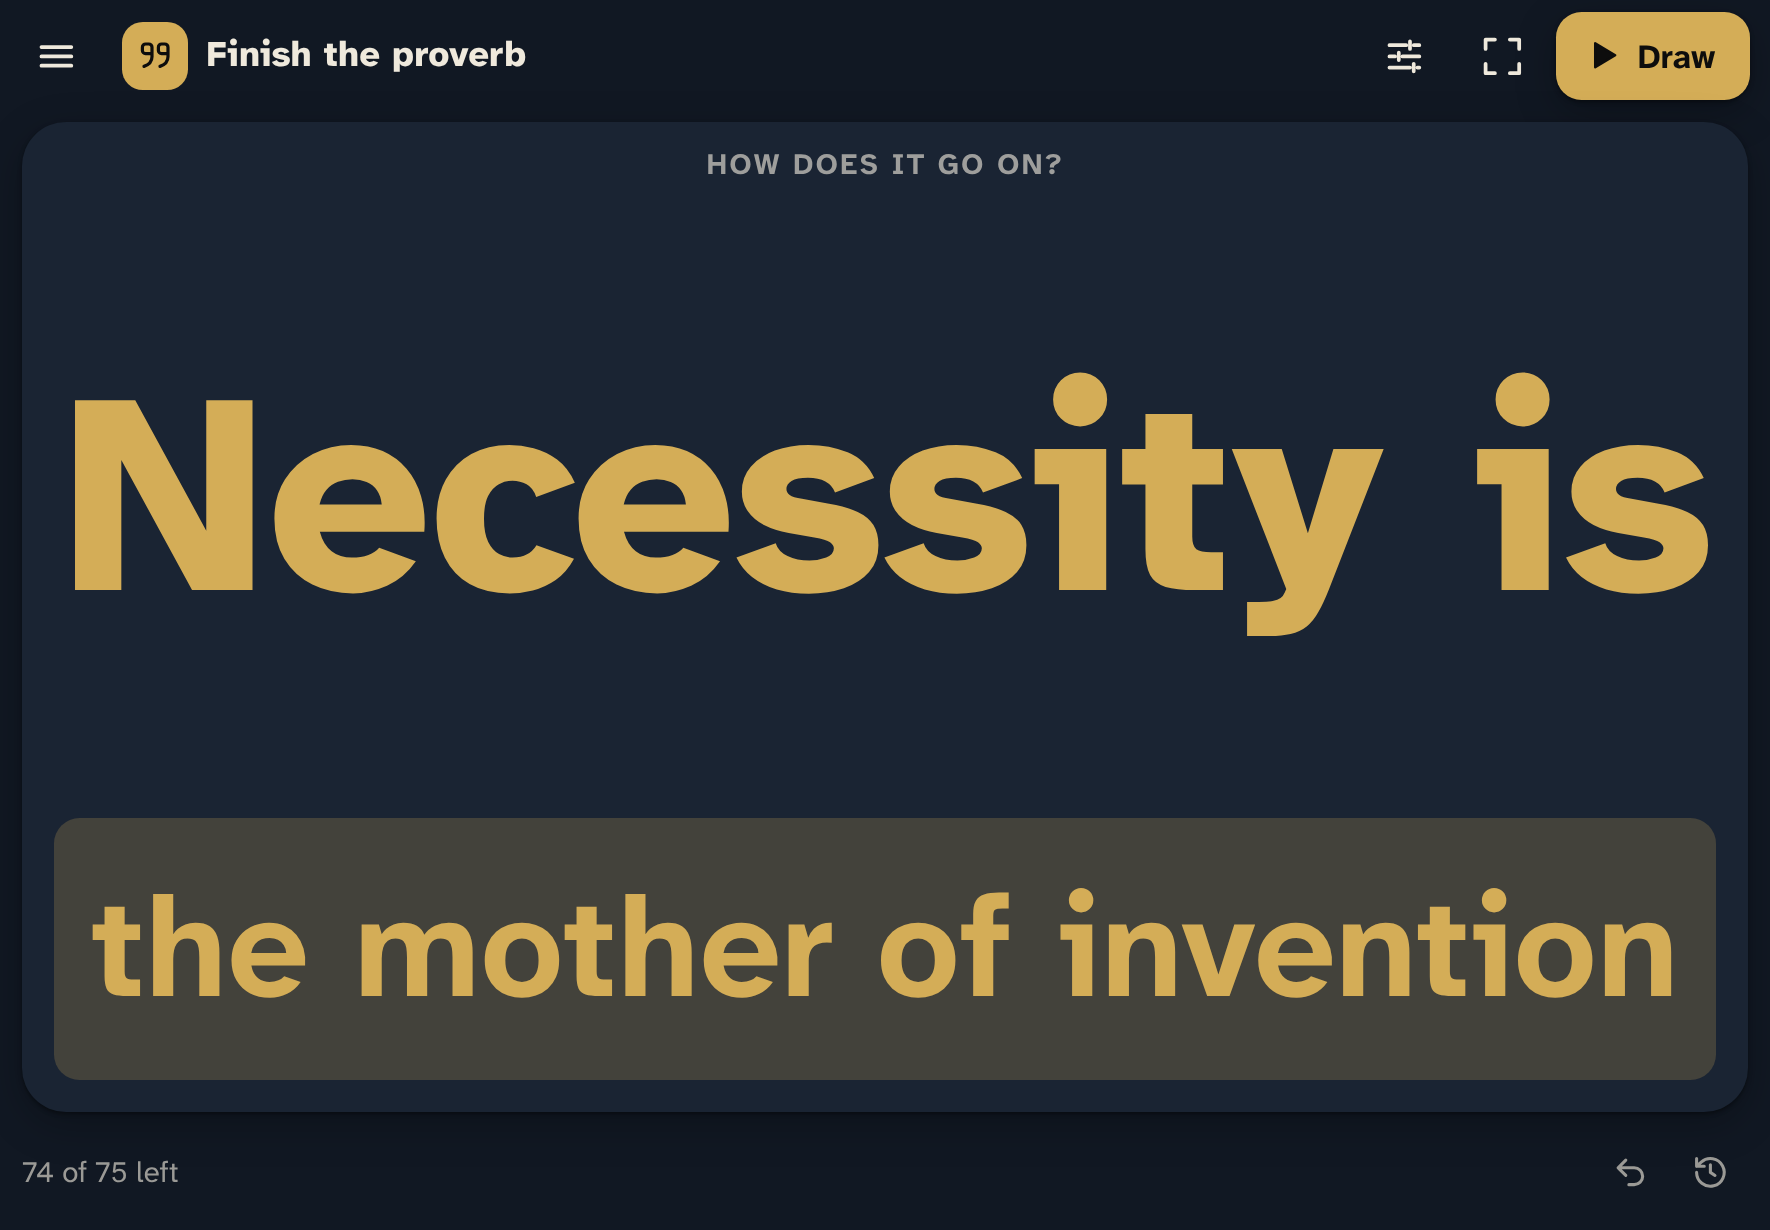 Finish the proverb
Draw
HOW DOES IT GO ON?
Necessity is
the mother of invention
74 of 75 left